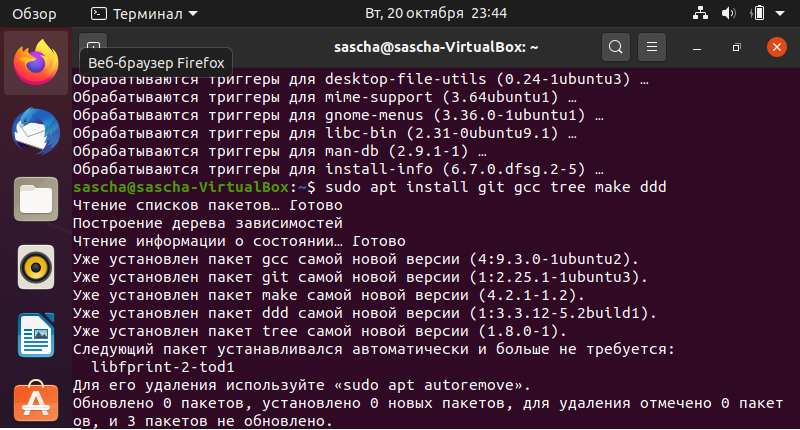 Обзор
Терминал
Вт, 20 октября 23:44
sascha@sascha-VirtualBox: ~
Веб-браузер Firefox
Обрабатываются триггеры для desktop-file-utils (0.24-1ubuntu3) …
Обрабатываются триггеры для mime-support (3.64ubuntu1) …
Обрабатываются триггеры для gnome-menus (3.36.0-1ubuntu1) …
Обрабатываются триггеры для libc-bin (2.31-0ubuntu9.1) …
Обрабатываются триггеры для man-db (2.9.1-1) …
Обрабатываются триггеры для install-info (6.7.0.dfsg.2-5) …
sascha@sascha-VirtualBox:~$ sudo apt install git gcc tree make ddd
Чтение списков пакетов… Готово
Построение дерева зависимостей
Чтение информации о состоянии… Готово
Уже установлен пакет gcc самой новой версии (4:9.3.0-1ubuntu2).
Уже установлен пакет git самой новой версии (1:2.25.1-1ubuntu3).
Уже установлен пакет make самой новой версии (4.2.1-1.2).
Уже установлен пакет ddd самой новой версии (1:3.3.12-5.2build1).
Уже установлен пакет tree самой новой версии (1.8.0-1).
Следующий пакет устанавливался автоматически и больше не требуется:
  libfprint-2-tod1
Для его удаления используйте «sudo apt autoremove».
Обновлено 0 пакетов, установлено 0 новых пакетов, для удаления отмечено 0 пакет
ов, и 3 пакетов не обновлено.